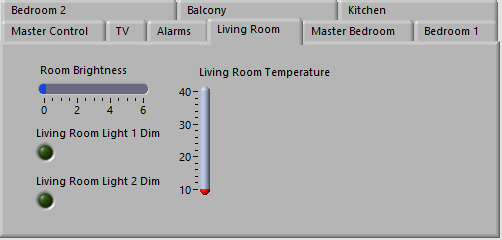 Bedroom 2 Balcony Kitchen
Master Control TV Alarms Living Room Master Bedroom Bedroom 1
Room Brightness
0 2 4 6
Living Room Light 1 Dim
Living Room Light 2 Dim
Living Room Temperature
40
30
20
10